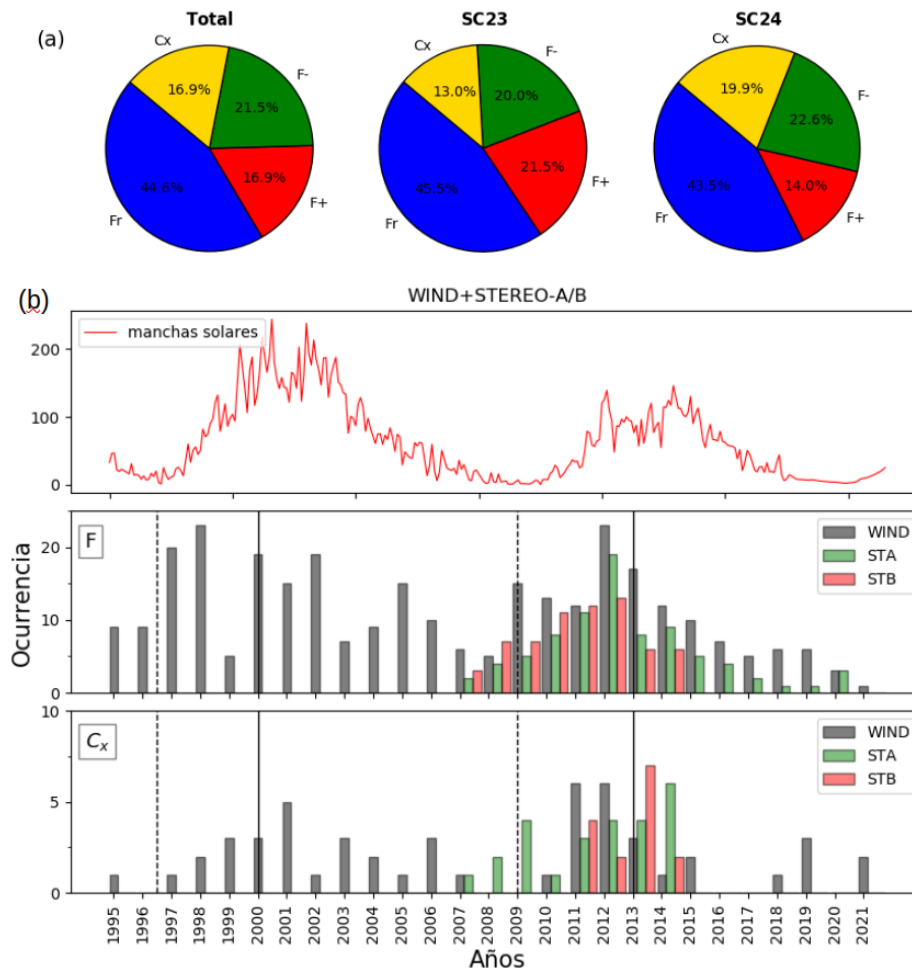 (a)
Total
SC23
SC24
Cx
16.9%
F-
21.5%
44.6%
16.9%
Fr
F+
Cx
13.0%
F-
20.0%
45.5%
21.5%
Fr
F+
Cx
19.9%
F-
22.6%
43.5%
14.0%
Fr
F+
(b)
WIND+STEREO-A/B
manchas solares
200
100
0
F
WIND
STA
STB
20
10
0
Ocurrencia
Cx
WIND
STA
STB
10
5
0
1995 1996 1997 1998 1999 2000 2001 2002 2003 2004 2005 2006 2007 2008 2009 2010 2011 2012 2013 2014 2015 2016 2017 2018 2019 2020 2021
Años